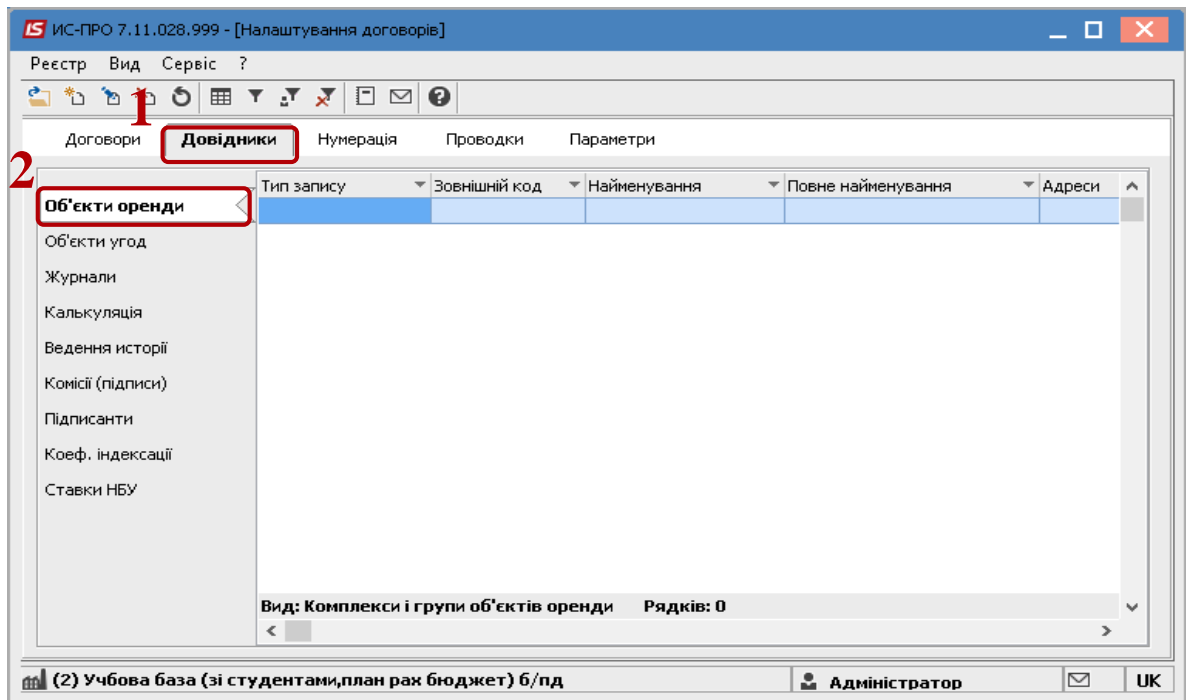 ИС-ПРО 7.11.028.999 - [Налаштування договорів]
Реєстр Вид Сервіс ?
1
Договори Довідники Нумерація Проводки Параметри
2
Тип запису Зовнішній код Найменування Повне найменування Адреси
Об'єкти оренди
Об'єкти угод
Журнали
Калькуляція
Ведення исторії
Комісії (підписи)
Підписанти
Коеф. індексації
Ставки НБУ
Вид: Комплекси і групи об'єктів оренди Рядків: 0
(2) Учбова база (зі студентами,план рах бюджет) б/пд Адміністратор UK